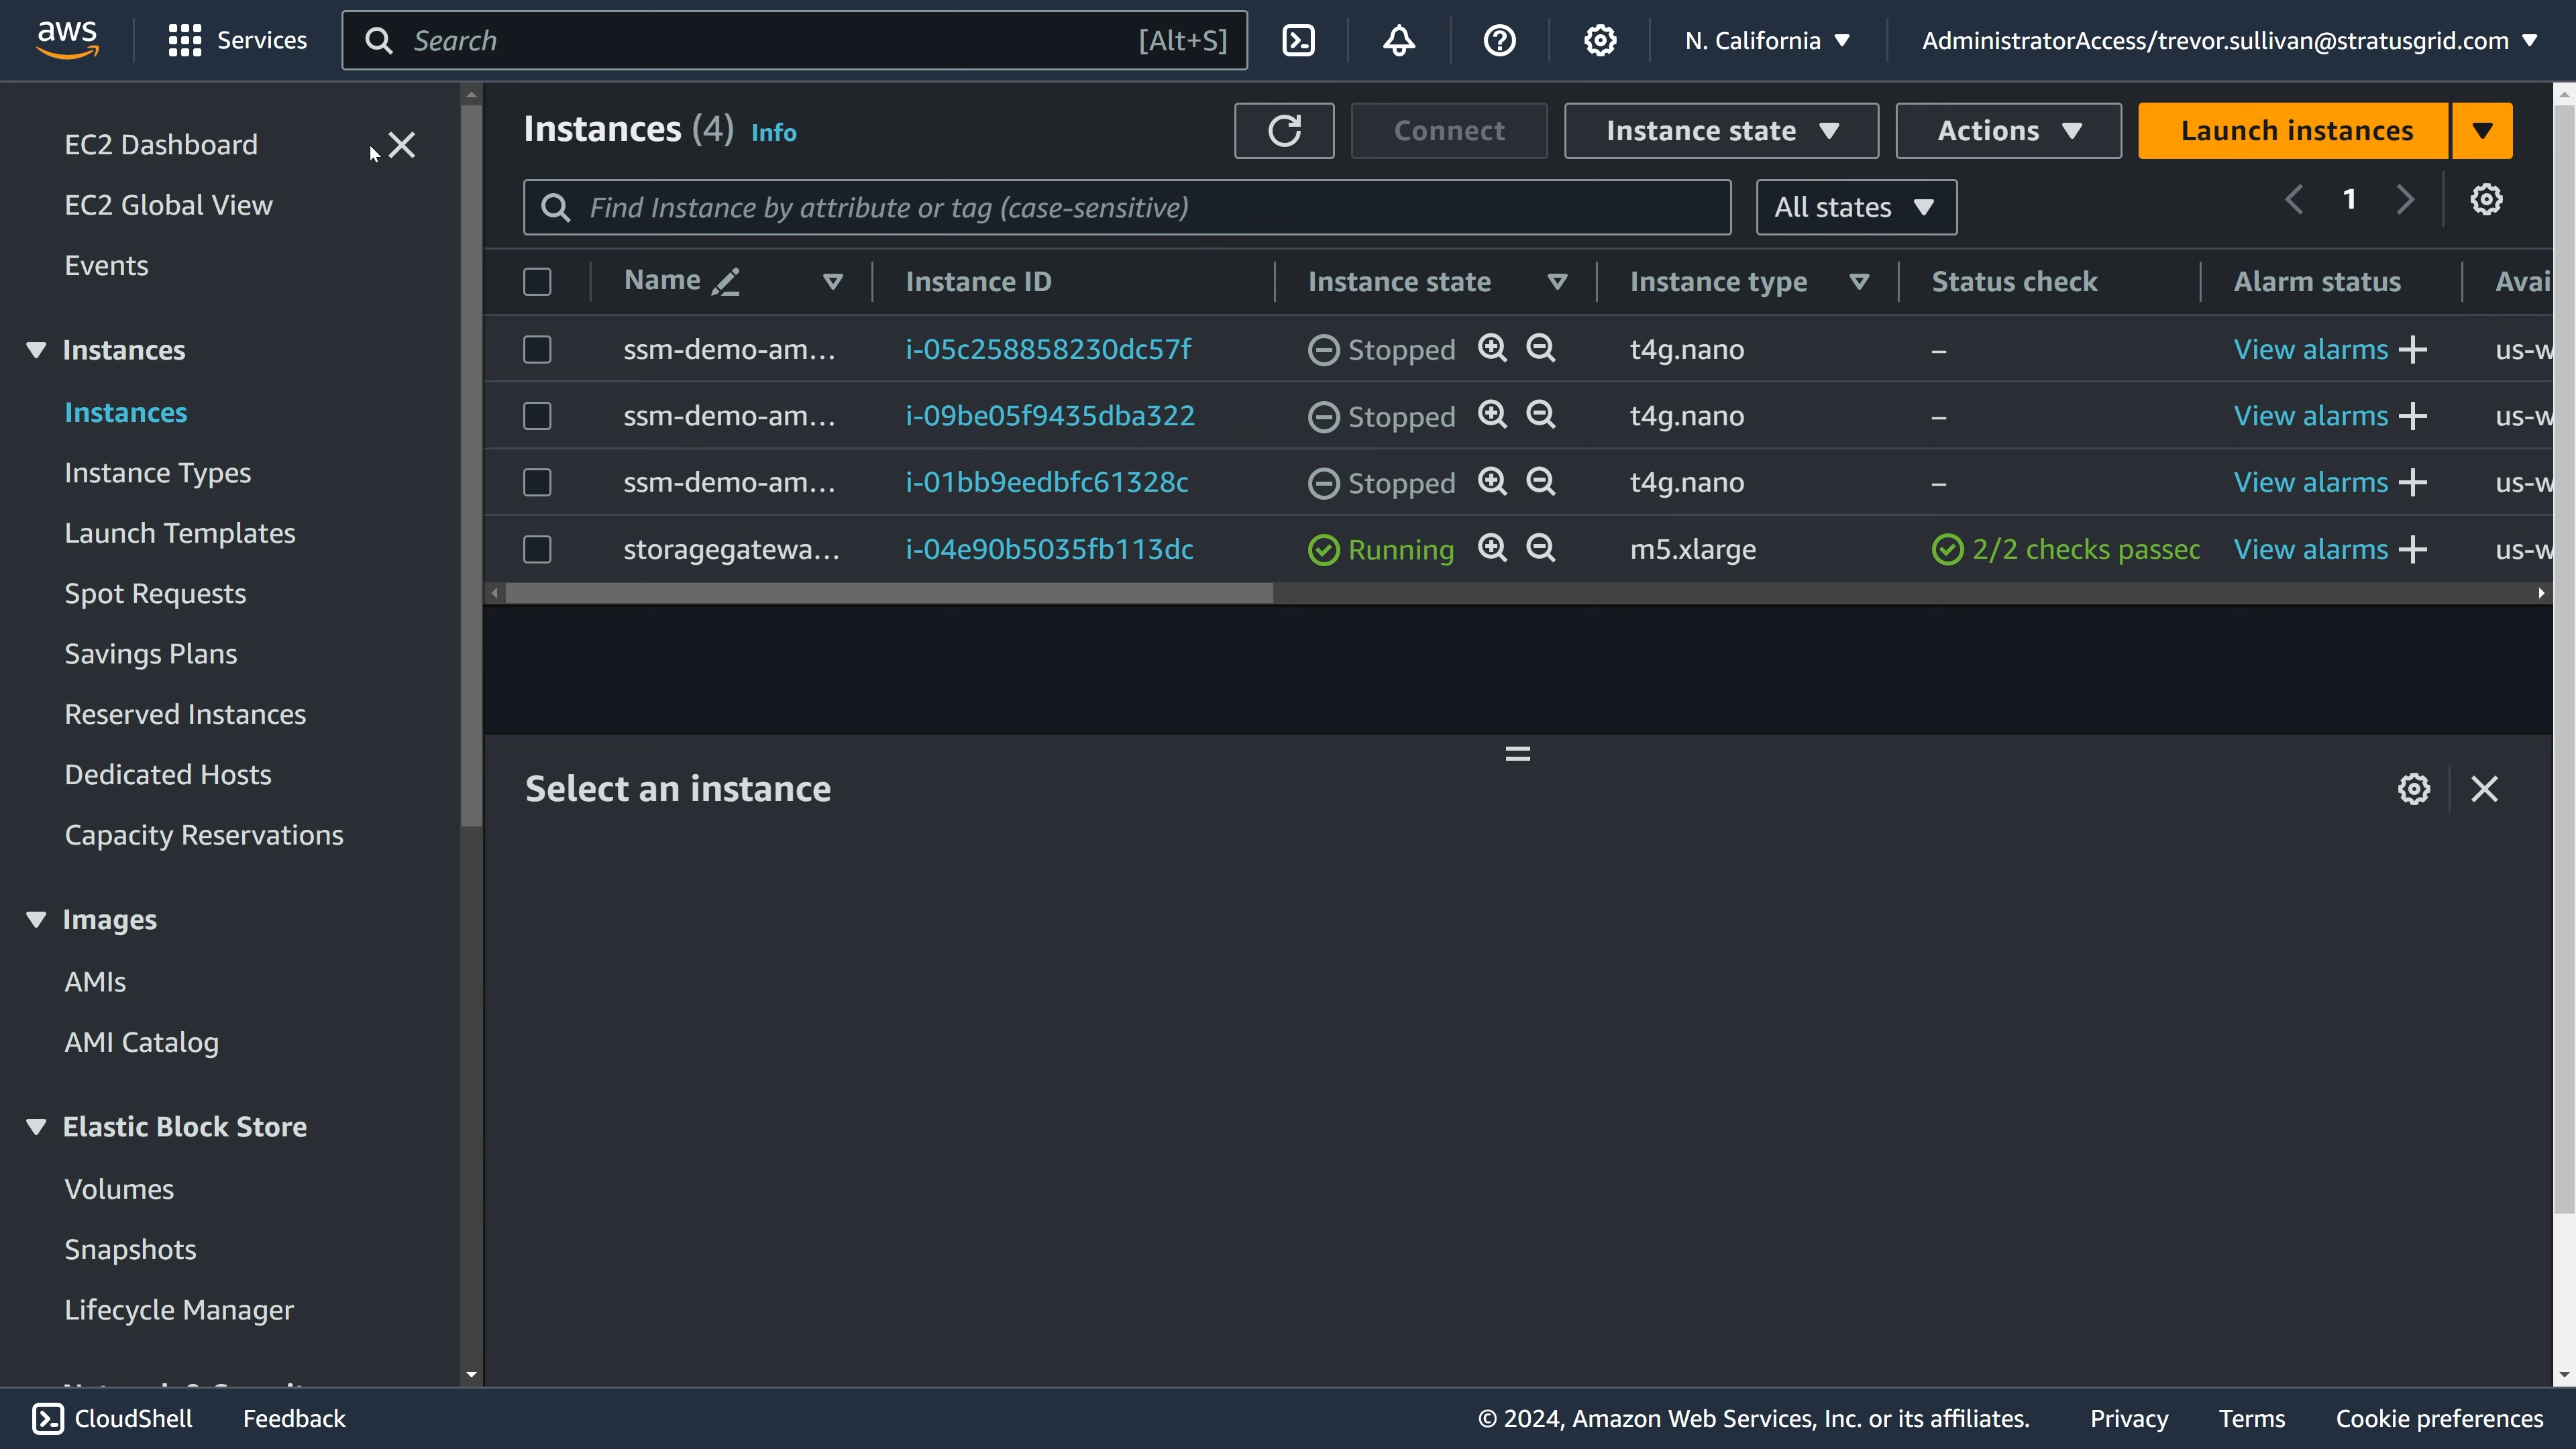 aws
Services
Search [Alt+S]
N. California
AdministratorAccess/trevor.sullivan@stratusgrid.com
EC2 Dashboard
EC2 Global View
Events
Instances
Instances
Instance Types
Launch Templates
Spot Requests
Savings Plans
Reserved Instances
Dedicated Hosts
Capacity Reservations
Images
AMIs
AMI Catalog
Elastic Block Store
Volumes
Snapshots
Lifecycle Manager
Instances (4) Info
Connect
Instance state
Actions
Launch instances
Find Instance by attribute or tag (case-sensitive)
All states
1
Name Instance ID Instance state Instance type Status check Alarm status Avai
ssm-demo-am... i-05c258858230dc57f Stopped t4g.nano – View alarms + us-w
ssm-demo-am... i-09be05f9435dba322 Stopped t4g.nano – View alarms + us-w
ssm-demo-am... i-01bb9eedbfc61328c Stopped t4g.nano – View alarms + us-w
storagegatewa... i-04e90b5035fb113dc Running m5.xlarge 2/2 checks passec View alarms + us-w
Select an instance
CloudShell
Feedback
© 2024, Amazon Web Services, Inc. or its affiliates.
Privacy
Terms
Cookie preferences